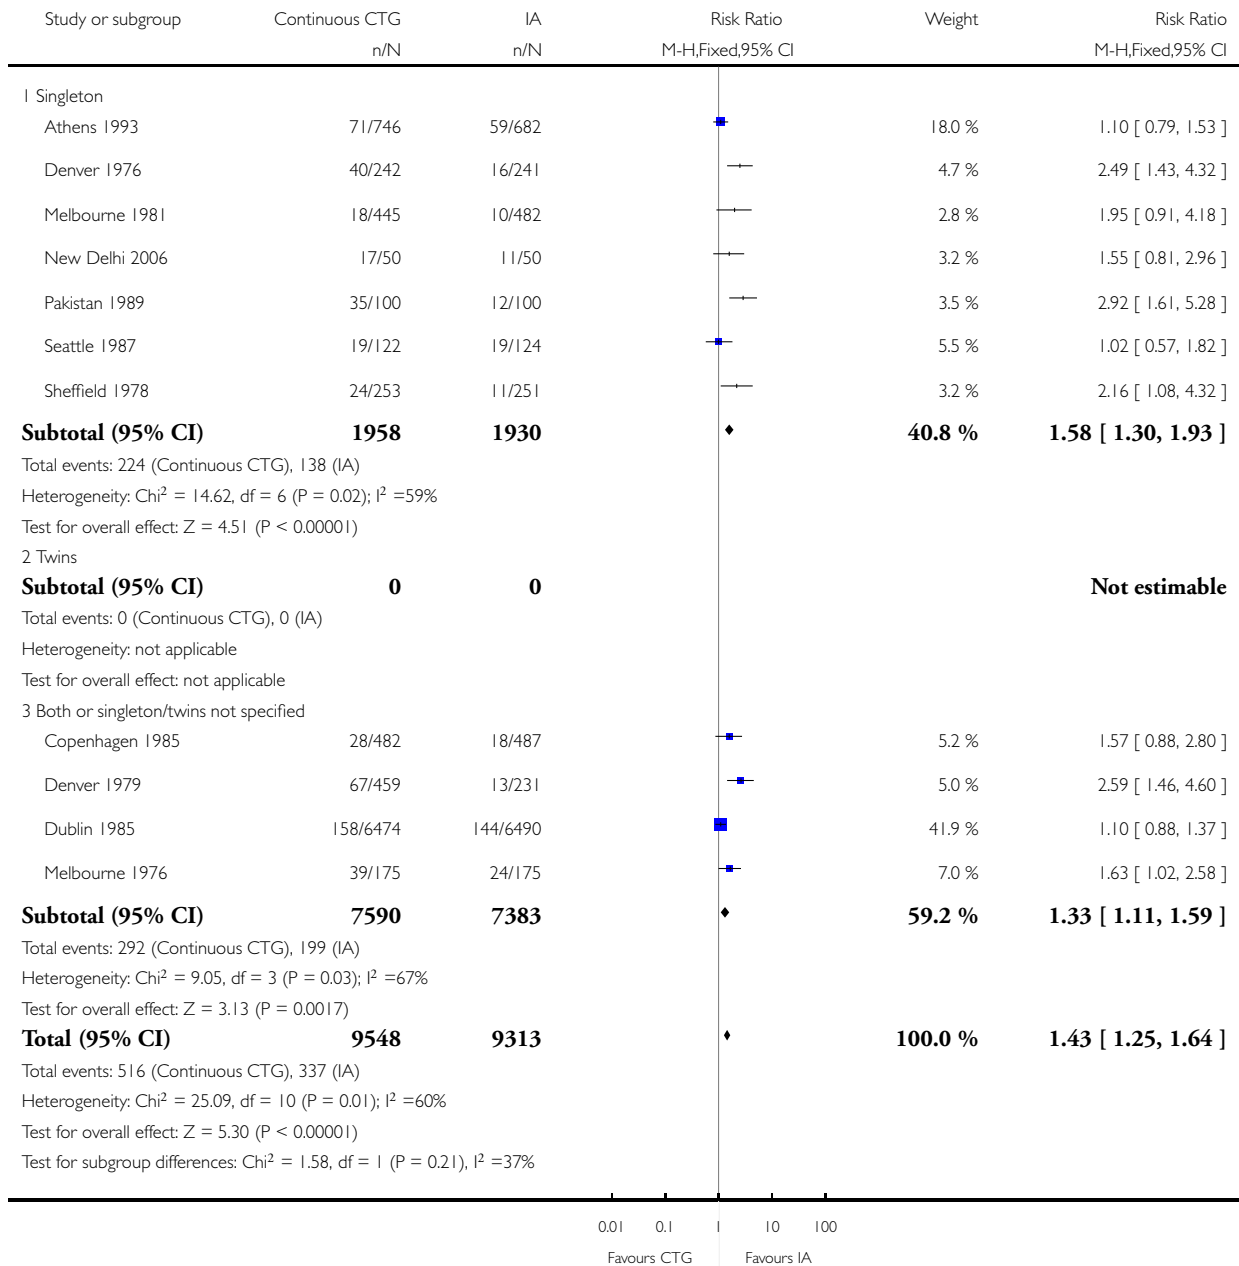 Study or subgroup Continuous CTG IA Risk Ratio Weight Risk Ratio
n/N n/N M-H,Fixed,95% CI M-H,Fixed,95% CI
1 Singleton
Athens 1993 71/746 59/682 18.0 % 1.10 [ 0.79, 1.53 ]
Denver 1976 40/242 16/241 4.7 % 2.49 [ 1.43, 4.32 ]
Melbourne 1981 18/445 10/482 2.8 % 1.95 [ 0.91, 4.18 ]
New Delhi 2006 17/50 11/50 3.2 % 1.55 [ 0.81, 2.96 ]
Pakistan 1989 35/100 12/100 3.5 % 2.92 [ 1.61, 5.28 ]
Seattle 1987 19/122 19/124 5.5 % 1.02 [ 0.57, 1.82 ]
Sheffield 1978 24/253 11/251 3.2 % 2.16 [ 1.08, 4.32 ]
Subtotal (95% CI) 1958 1930 40.8 % 1.58 [ 1.30, 1.93 ]
Total events: 224 (Continuous CTG), 138 (IA)
Heterogeneity: Chi² = 14.62, df = 6 (P = 0.02); I² =59%
Test for overall effect: Z = 4.51 (P < 0.00001)
2 Twins
Subtotal (95% CI) 0 0 Not estimable
Total events: 0 (Continuous CTG), 0 (IA)
Heterogeneity: not applicable
Test for overall effect: not applicable
3 Both or singleton/twins not specified
Copenhagen 1985 28/482 18/487 5.2 % 1.57 [ 0.88, 2.80 ]
Denver 1979 67/459 13/231 5.0 % 2.59 [ 1.46, 4.60 ]
Dublin 1985 158/6474 144/6490 41.9 % 1.10 [ 0.88, 1.37 ]
Melbourne 1976 39/175 24/175 7.0 % 1.63 [ 1.02, 2.58 ]
Subtotal (95% CI) 7590 7383 59.2 % 1.33 [ 1.11, 1.59 ]
Total events: 292 (Continuous CTG), 199 (IA)
Heterogeneity: Chi² = 9.05, df = 3 (P = 0.03); I² =67%
Test for overall effect: Z = 3.13 (P = 0.0017)
Total (95% CI) 9548 9313 100.0 % 1.43 [ 1.25, 1.64 ]
Total events: 516 (Continuous CTG), 337 (IA)
Heterogeneity: Chi² = 25.09, df = 10 (P = 0.01); I² =60%
Test for overall effect: Z = 5.30 (P < 0.00001)
Test for subgroup differences: Chi² = 1.58, df = 1 (P = 0.21), I² =37%
0.01 0.1 1 10 100
Favours CTG Favours IA